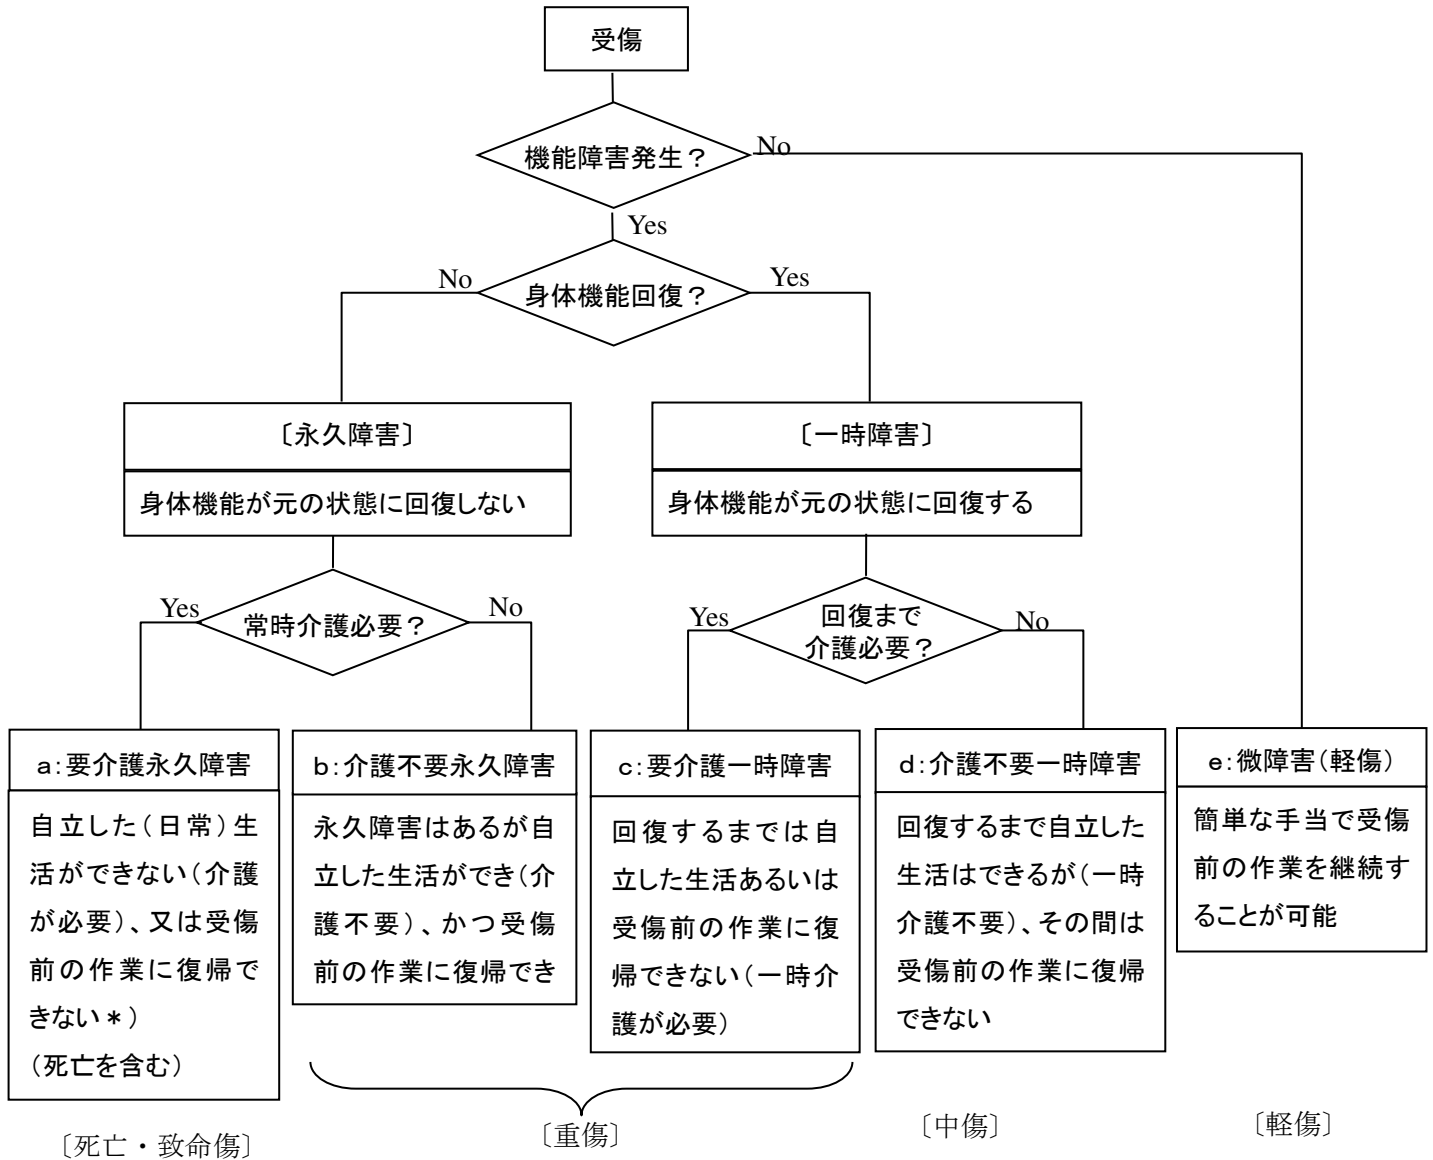 受傷
機能障害発生？
No
Yes
身体機能回復？
No
Yes
〔永久障害〕
身体機能が元の状態に回復しない
〔一時障害〕
身体機能が元の状態に回復する
常時介護必要？
Yes
No
回復まで
介護必要？
Yes
No
a：要介護永久障害
自立した（日常）生
活ができない（介護
が必要）、又は受傷
前の作業に復帰で
きない＊）
（死亡を含む）
b：介護不要永久障害
永久障害はあるが自
立した生活ができ（介
護不要）、かつ受傷
前の作業に復帰でき
c：要介護一時障害
回復するまでは自
立した生活あるいは
受傷前の作業に復
帰できない（一時介
護が必要）
d：介護不要一時障害
回復するまで自立した
生活はできるが（一時
介護不要）、その間は
受傷前の作業に復帰
できない
e：微障害（軽傷）
簡単な手当で受傷
前の作業を継続す
ることが可能
〔死亡・致命傷〕
〔重傷〕
〔中傷〕
〔軽傷〕